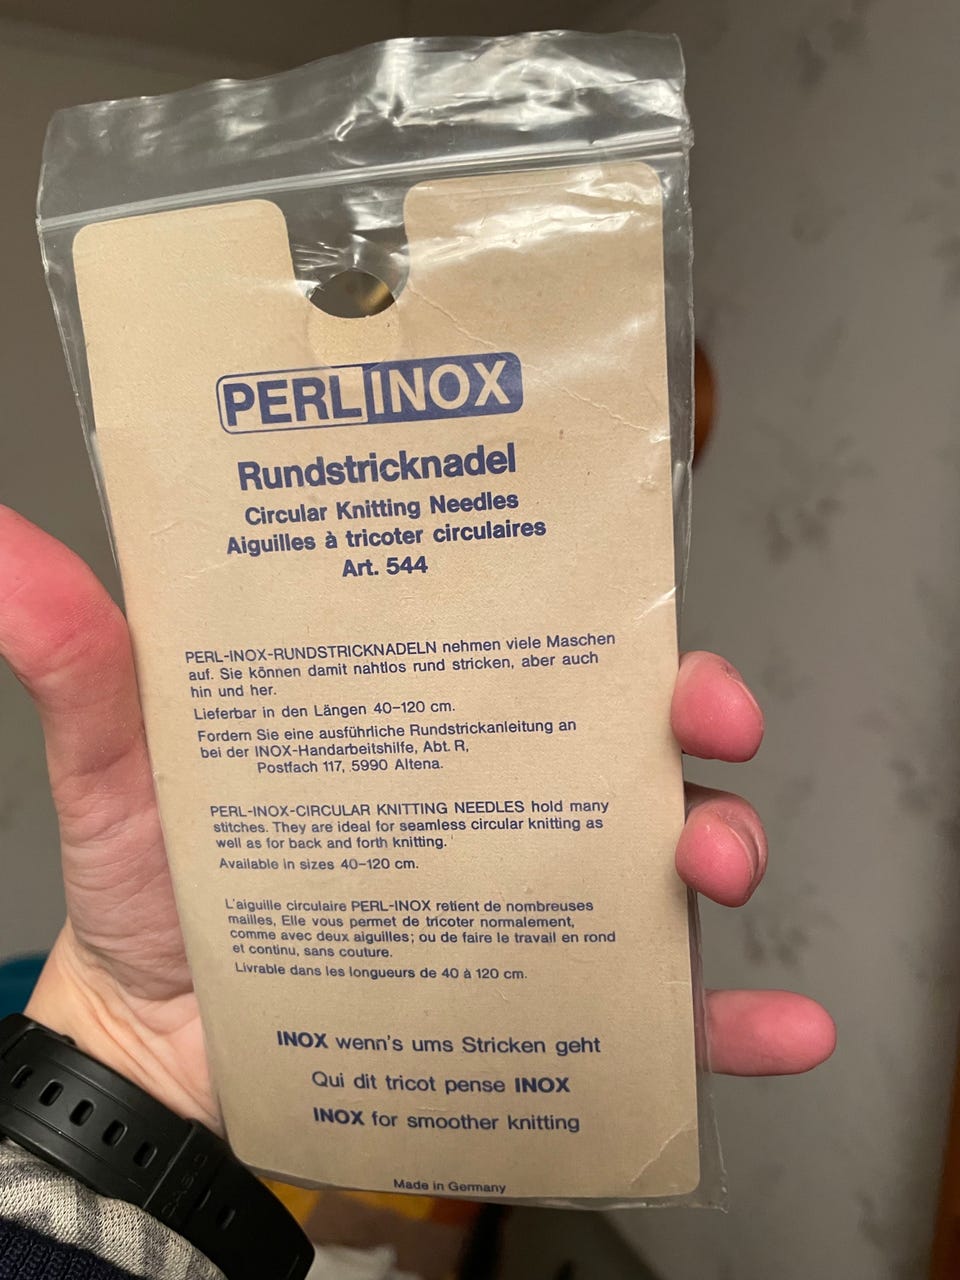 PERL INOX
Rundstricknadel
Circular Knitting Needles
Aiguilles à tricoter circulaires
Art. 544
PERL-INOX-RUNDSTRICKNADELN nehmen viele Maschen
auf. Sie können damit nahtlos rund stricken, aber auch
hin und her.
Lieferbar in den Längen 40–120 cm.
Fordern Sie eine ausführliche Rundstrickanleitung an
bei der INOX-Handarbeitshilfe, Abt. R,
Postfach 117, 5990 Altena.
PERL-INOX-CIRCULAR KNITTING NEEDLES hold many
stitches. They are ideal for seamless circular knitting as
well as for back and forth knitting.
Available in sizes 40–120 cm.
L'aiguille circulaire PERL-INOX retient de nombreuses
mailles, Elle vous permet de tricoter normalement,
comme avec deux aiguilles; ou de faire le travail en rond
et continu, sans couture.
Livrable dans les longueurs de 40 à 120 cm.
INOX wenn's ums Stricken geht
Qui dit tricot pense INOX
INOX for smoother knitting
Made in Germany
CASIO